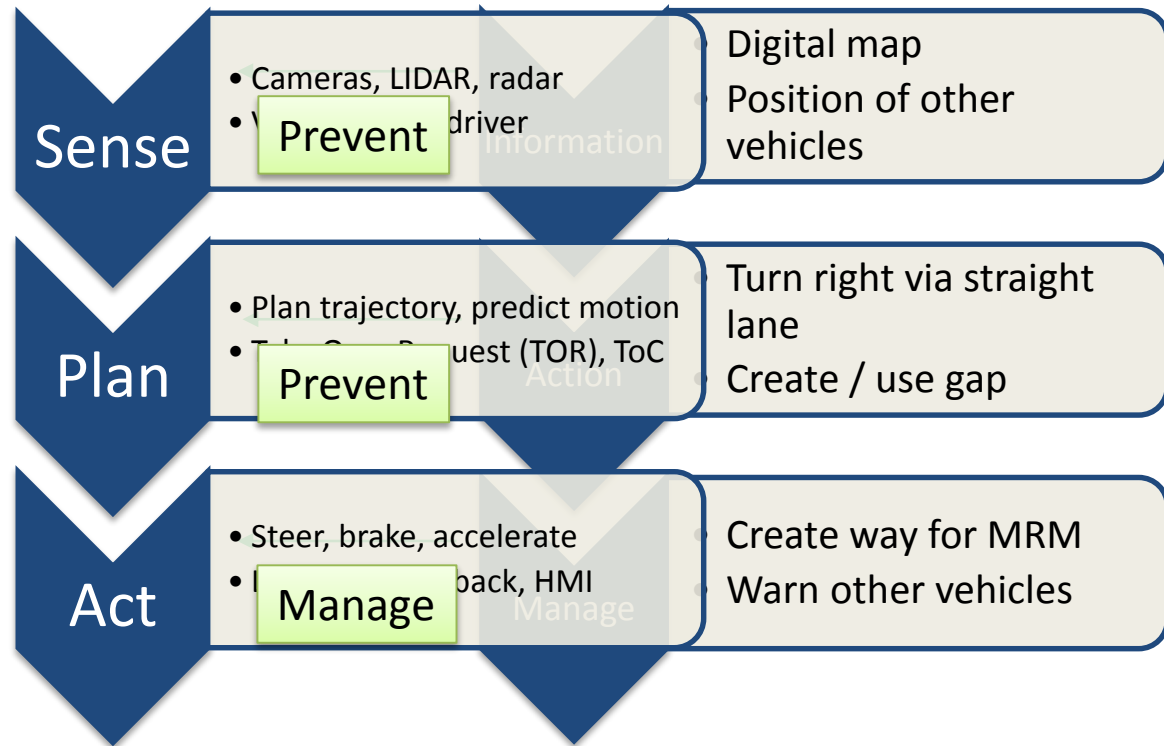 Sense
• Cameras, LIDAR, radar
• driver
Prevent
Information
• Digital map
• Position of other
vehicles
Plan
• Plan trajectory, predict motion
• (TOR), ToC
Prevent
Action
• Turn right via straight
lane
• Create / use gap
Act
• Steer, brake, accelerate
• HMI
Manage
Manage
• Create way for MRM
• Warn other vehicles